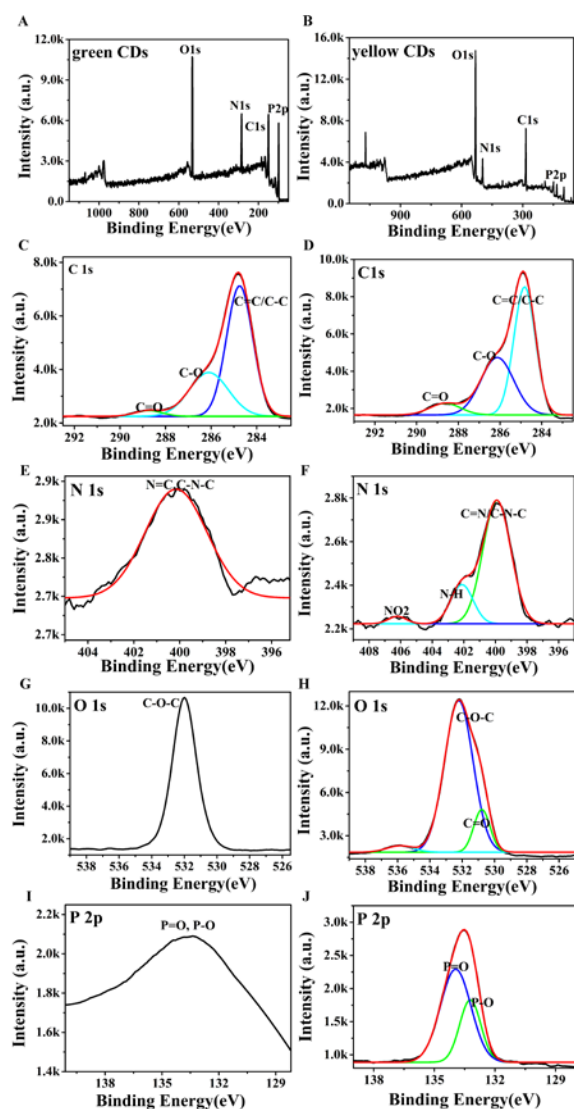 A
green CDs
O1s
N1s
C1s
P2p
12.0k
9.0k
6.0k
3.0k
0.0
1000 800 600 400 200
Intensity (a.u.)
Binding Energy(eV)
B
yellow CDs
O1s
N1s
C1s
P2p
16.0k
12.0k
8.0k
4.0k
0.0
900 600 300
Intensity (a.u.)
Binding Energy(eV)
C
C 1s
C=C/C-C
C-O
C=O
8.0k
6.0k
4.0k
2.0k
292 290 288 286 284
Intensity (a.u.)
Binding Energy(eV)
D
C1s
C=C/C-C
C-O
C=O
10.0k
8.0k
6.0k
4.0k
2.0k
292 290 288 286 284
Intensity (a.u.)
Binding Energy(eV)
E
N 1s
N=C,C-N-C
2.9k
2.9k
2.8k
2.7k
2.7k
404 402 400 398 396
Intensity (a.u.)
Binding Energy(eV)
F
N 1s
C=N/C-N-C
N-H
NO2
2.8k
2.6k
2.4k
2.2k
408 406 404 402 400 398 396
Intensity (a.u.)
Binding Energy(eV)
G
O 1s
C-O-C
10.0k
8.0k
6.0k
4.0k
2.0k
538 536 534 532 530 528 526
Intensity (a.u.)
Binding Energy(eV)
H
O 1s
C-O-C
C=O
12.0k
9.0k
6.0k
3.0k
538 536 534 532 530 528 526
Intensity (a.u.)
Binding Energy(eV)
I
P 2p
P=O, P-O
2.2k
2.0k
1.8k
1.6k
1.4k
138 135 132 129
Intensity (a.u.)
Binding Energy(eV)
J
P 2p
P=O
P-O
3.0k
2.5k
2.0k
1.5k
1.0k
138 135 132 129
Intensity (a.u.)
Binding Energy(eV)